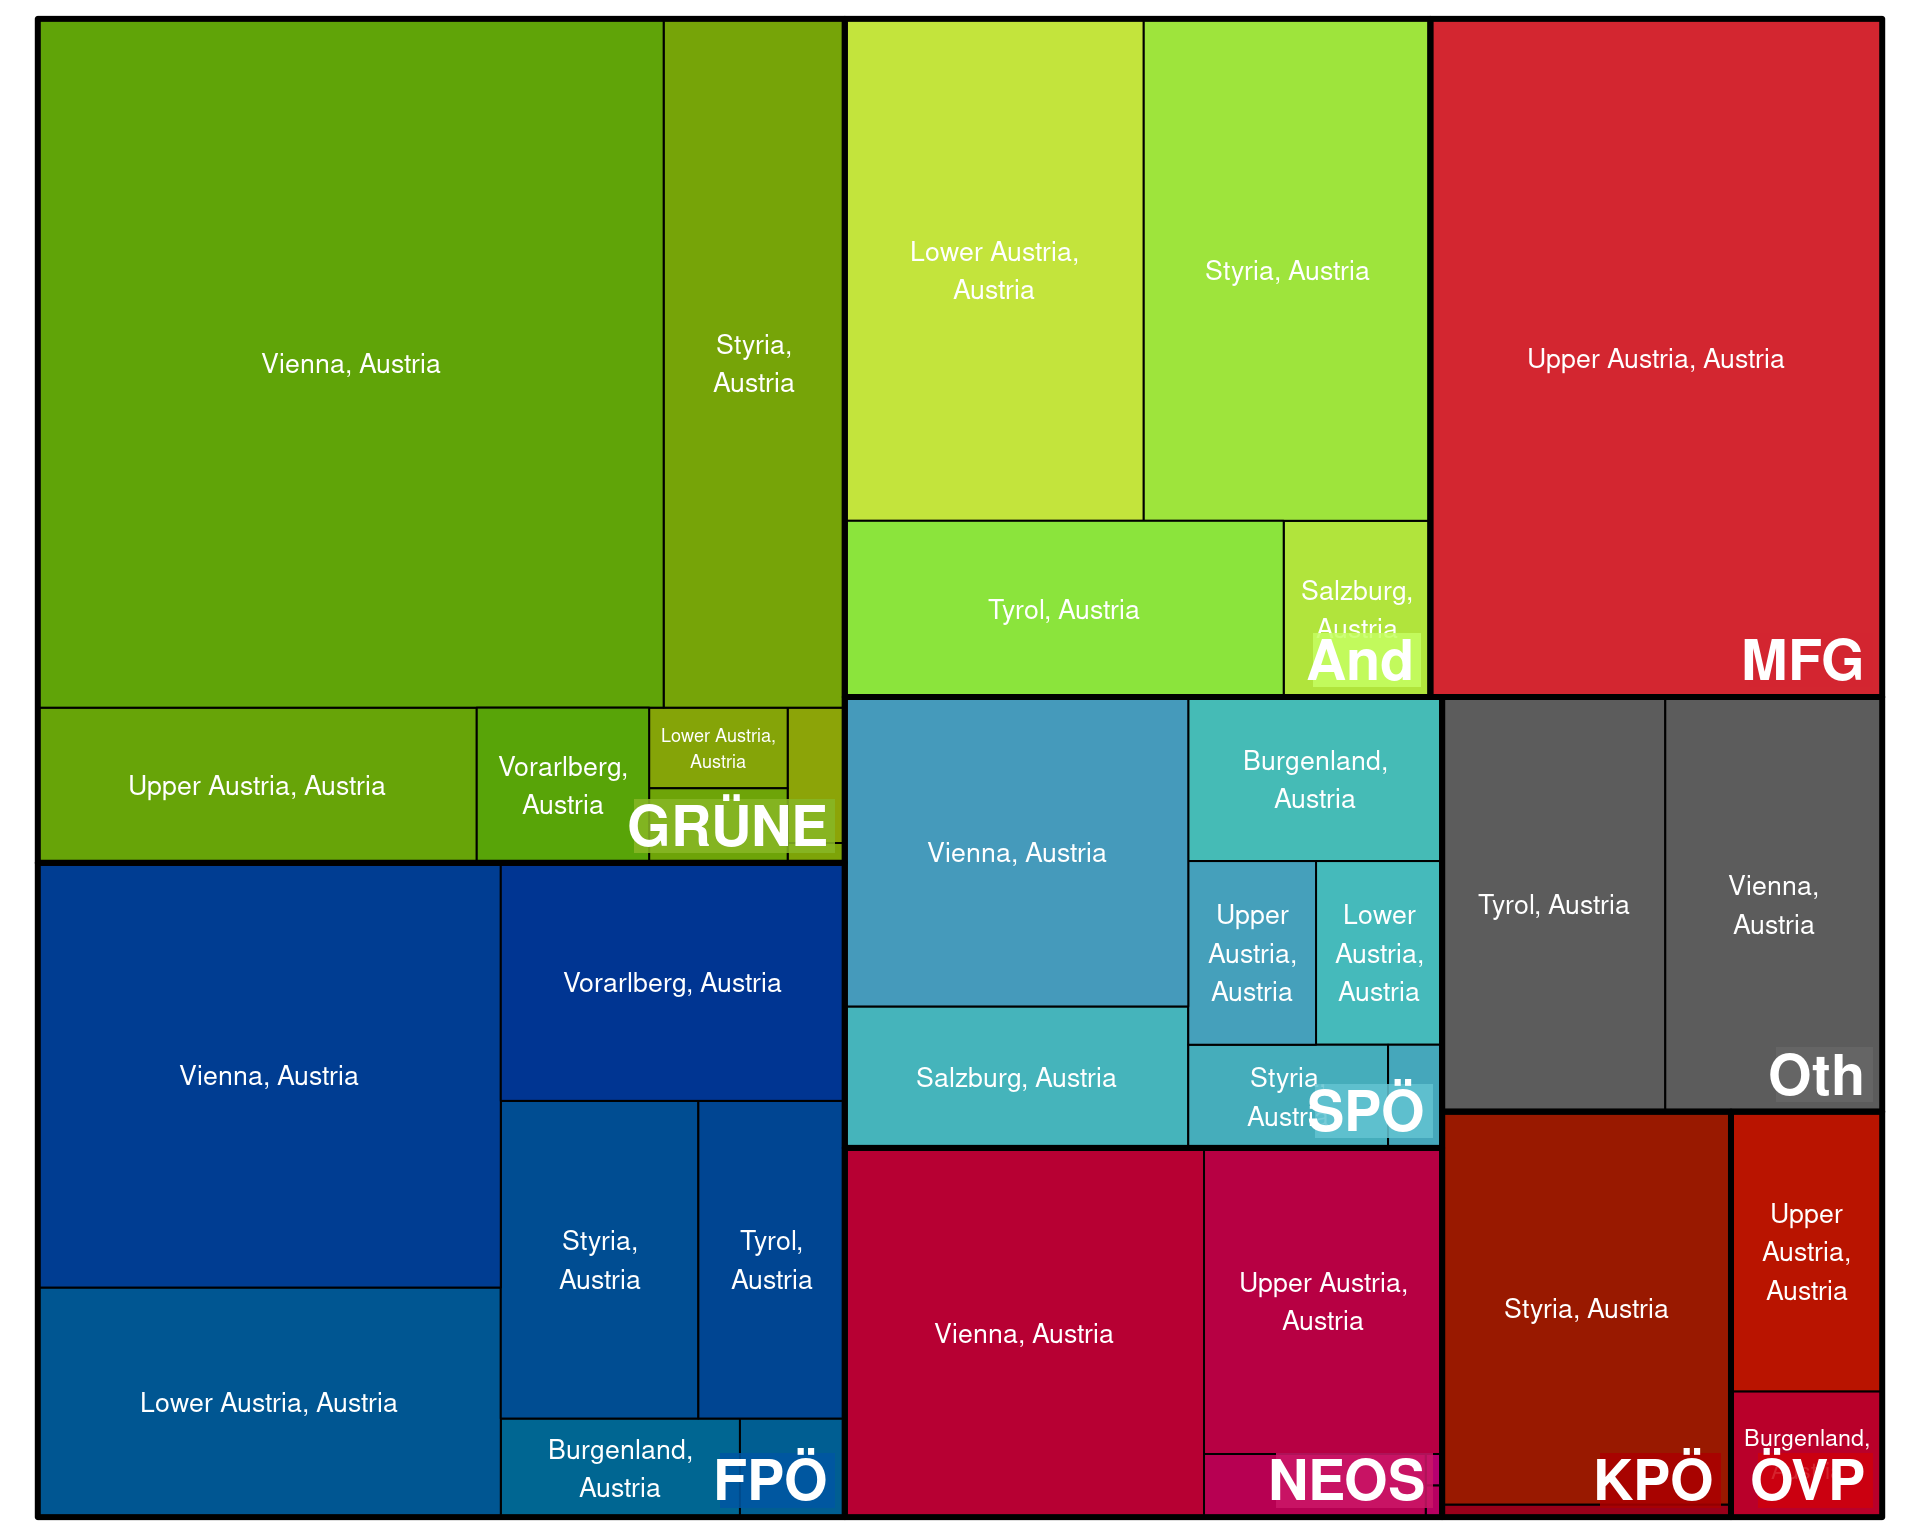 Vienna, Austria
Styria,
Austria
Upper Austria, Austria
Vorarlberg,
Austria
Lower Austria,
Austria
GRÜNE
Lower Austria,
Austria
Styria, Austria
Tyrol, Austria
Salzburg,
Austria
And
Upper Austria, Austria
MFG
Vienna, Austria
Vorarlberg, Austria
Styria,
Austria
Tyrol,
Austria
Lower Austria, Austria
Burgenland,
Austria
FPÖ
Vienna, Austria
Burgenland,
Austria
Upper
Austria,
Austria
Lower
Austria,
Austria
Salzburg, Austria
Styria,
Austria
SPÖ
Tyrol, Austria
Vienna,
Austria
Oth
Vienna, Austria
Upper Austria,
Austria
NEOS
Styria, Austria
KPÖ
Upper
Austria,
Austria
Burgenland,
ÖVP